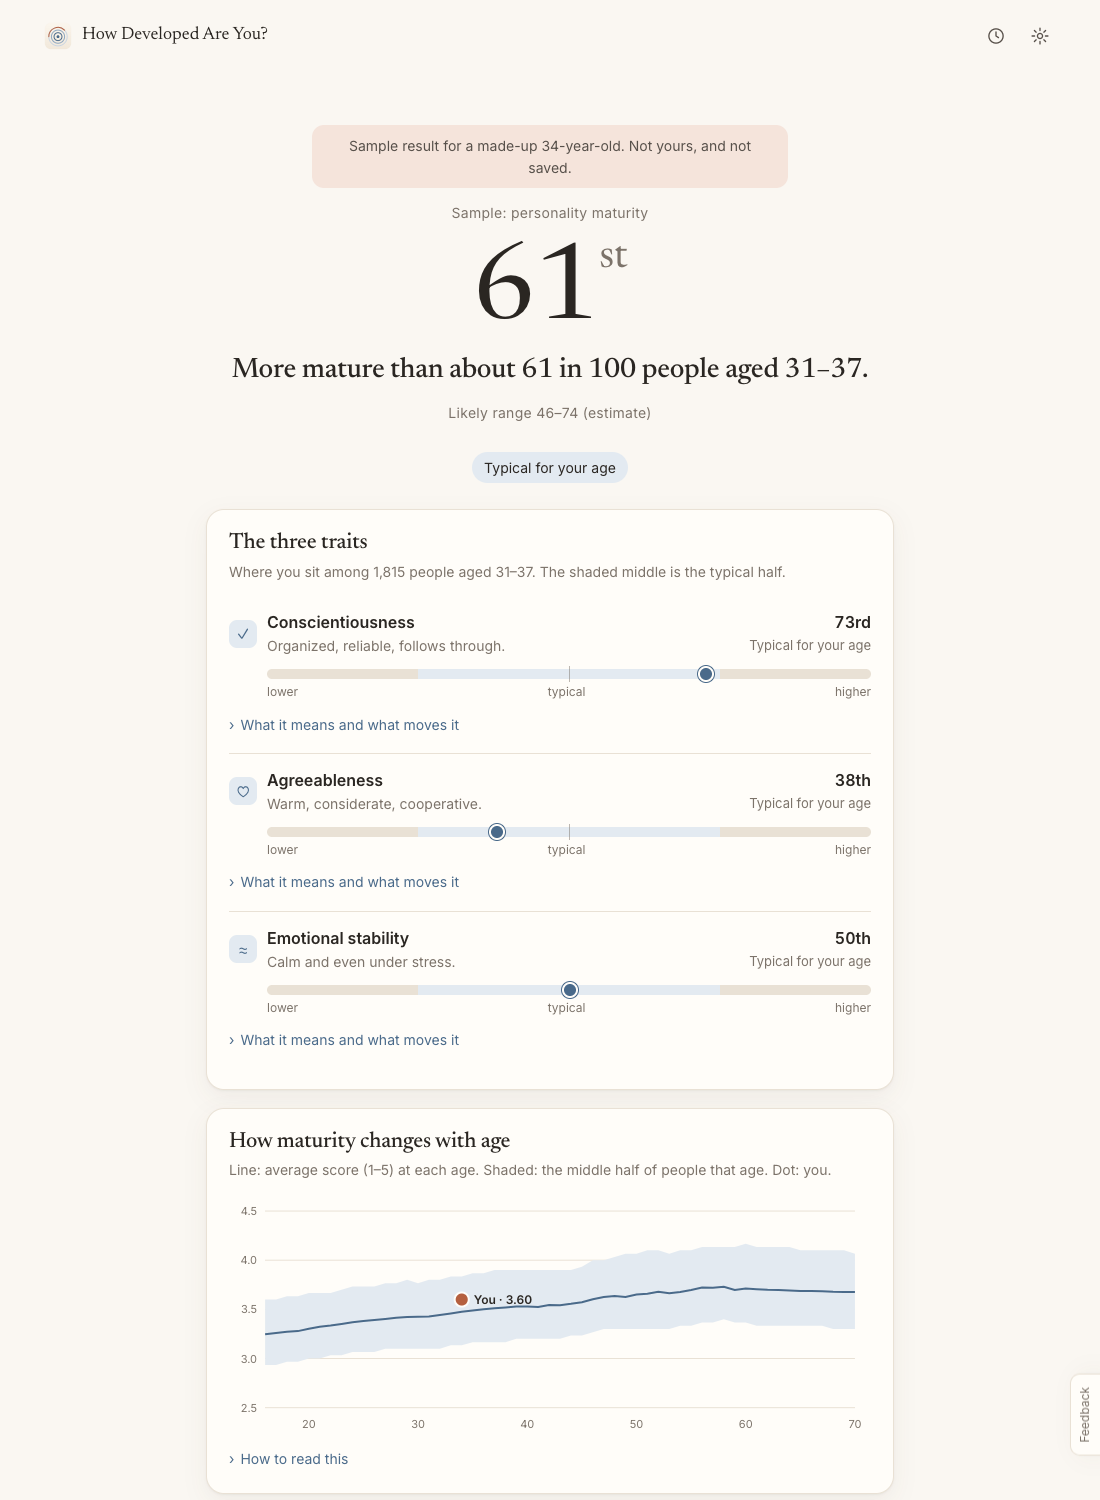 How Developed Are You?
Sample result for a made-up 34-year-old. Not yours, and not
saved.
Sample: personality maturity
61st
More mature than about 61 in 100 people aged 31–37.
Likely range 46–74 (estimate)
Typical for your age
The three traits
Where you sit among 1,815 people aged 31–37. The shaded middle is the typical half.
Conscientiousness 73rd
Organized, reliable, follows through. Typical for your age
lower typical higher
› What it means and what moves it
Agreeableness 38th
Warm, considerate, cooperative. Typical for your age
lower typical higher
› What it means and what moves it
Emotional stability 50th
Calm and even under stress. Typical for your age
lower typical higher
› What it means and what moves it
How maturity changes with age
Line: average score (1–5) at each age. Shaded: the middle half of people that age. Dot: you.
4.5
4.0
3.5
You · 3.60
3.0
2.5
20 30 40 50 60 70
› How to read this
Feedback